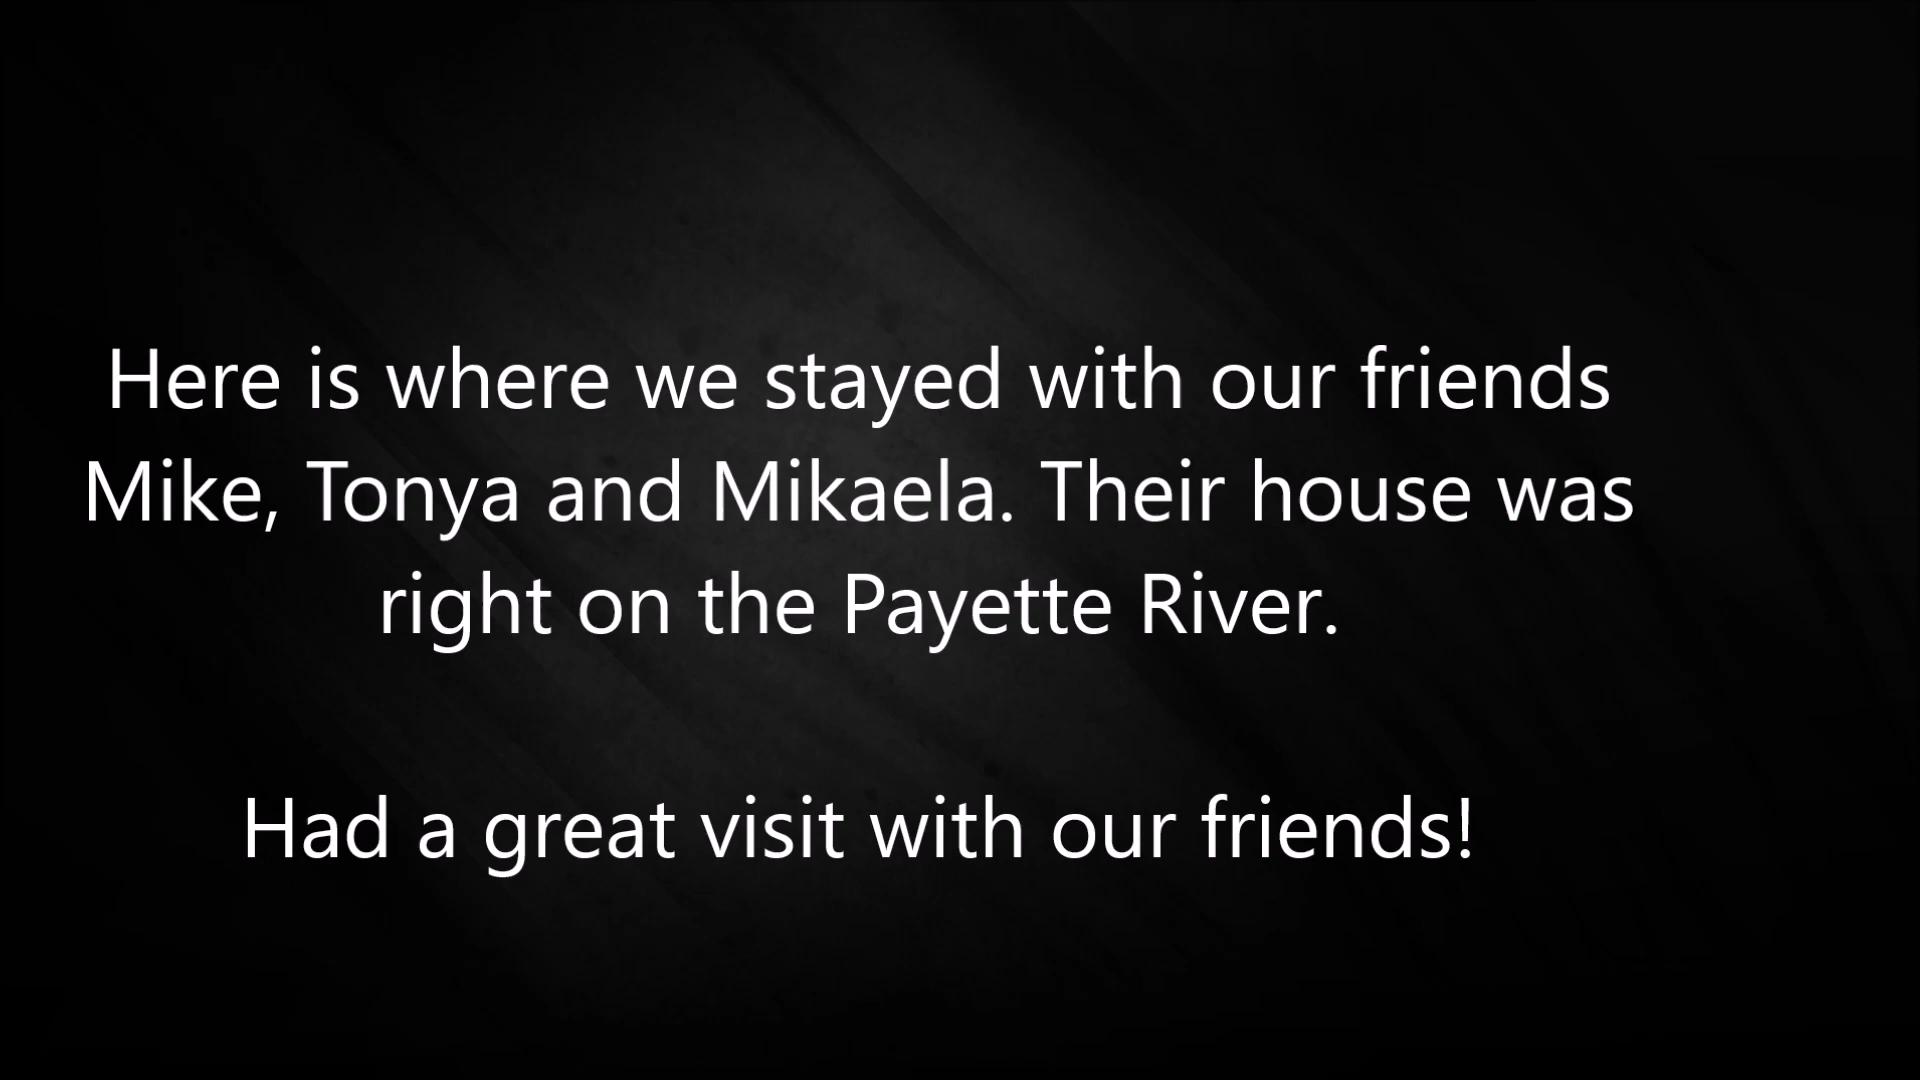 Here is where we stayed with our friends
Mike, Tonya and Mikaela. Their house was
right on the Payette River.
Had a great visit with our friends!